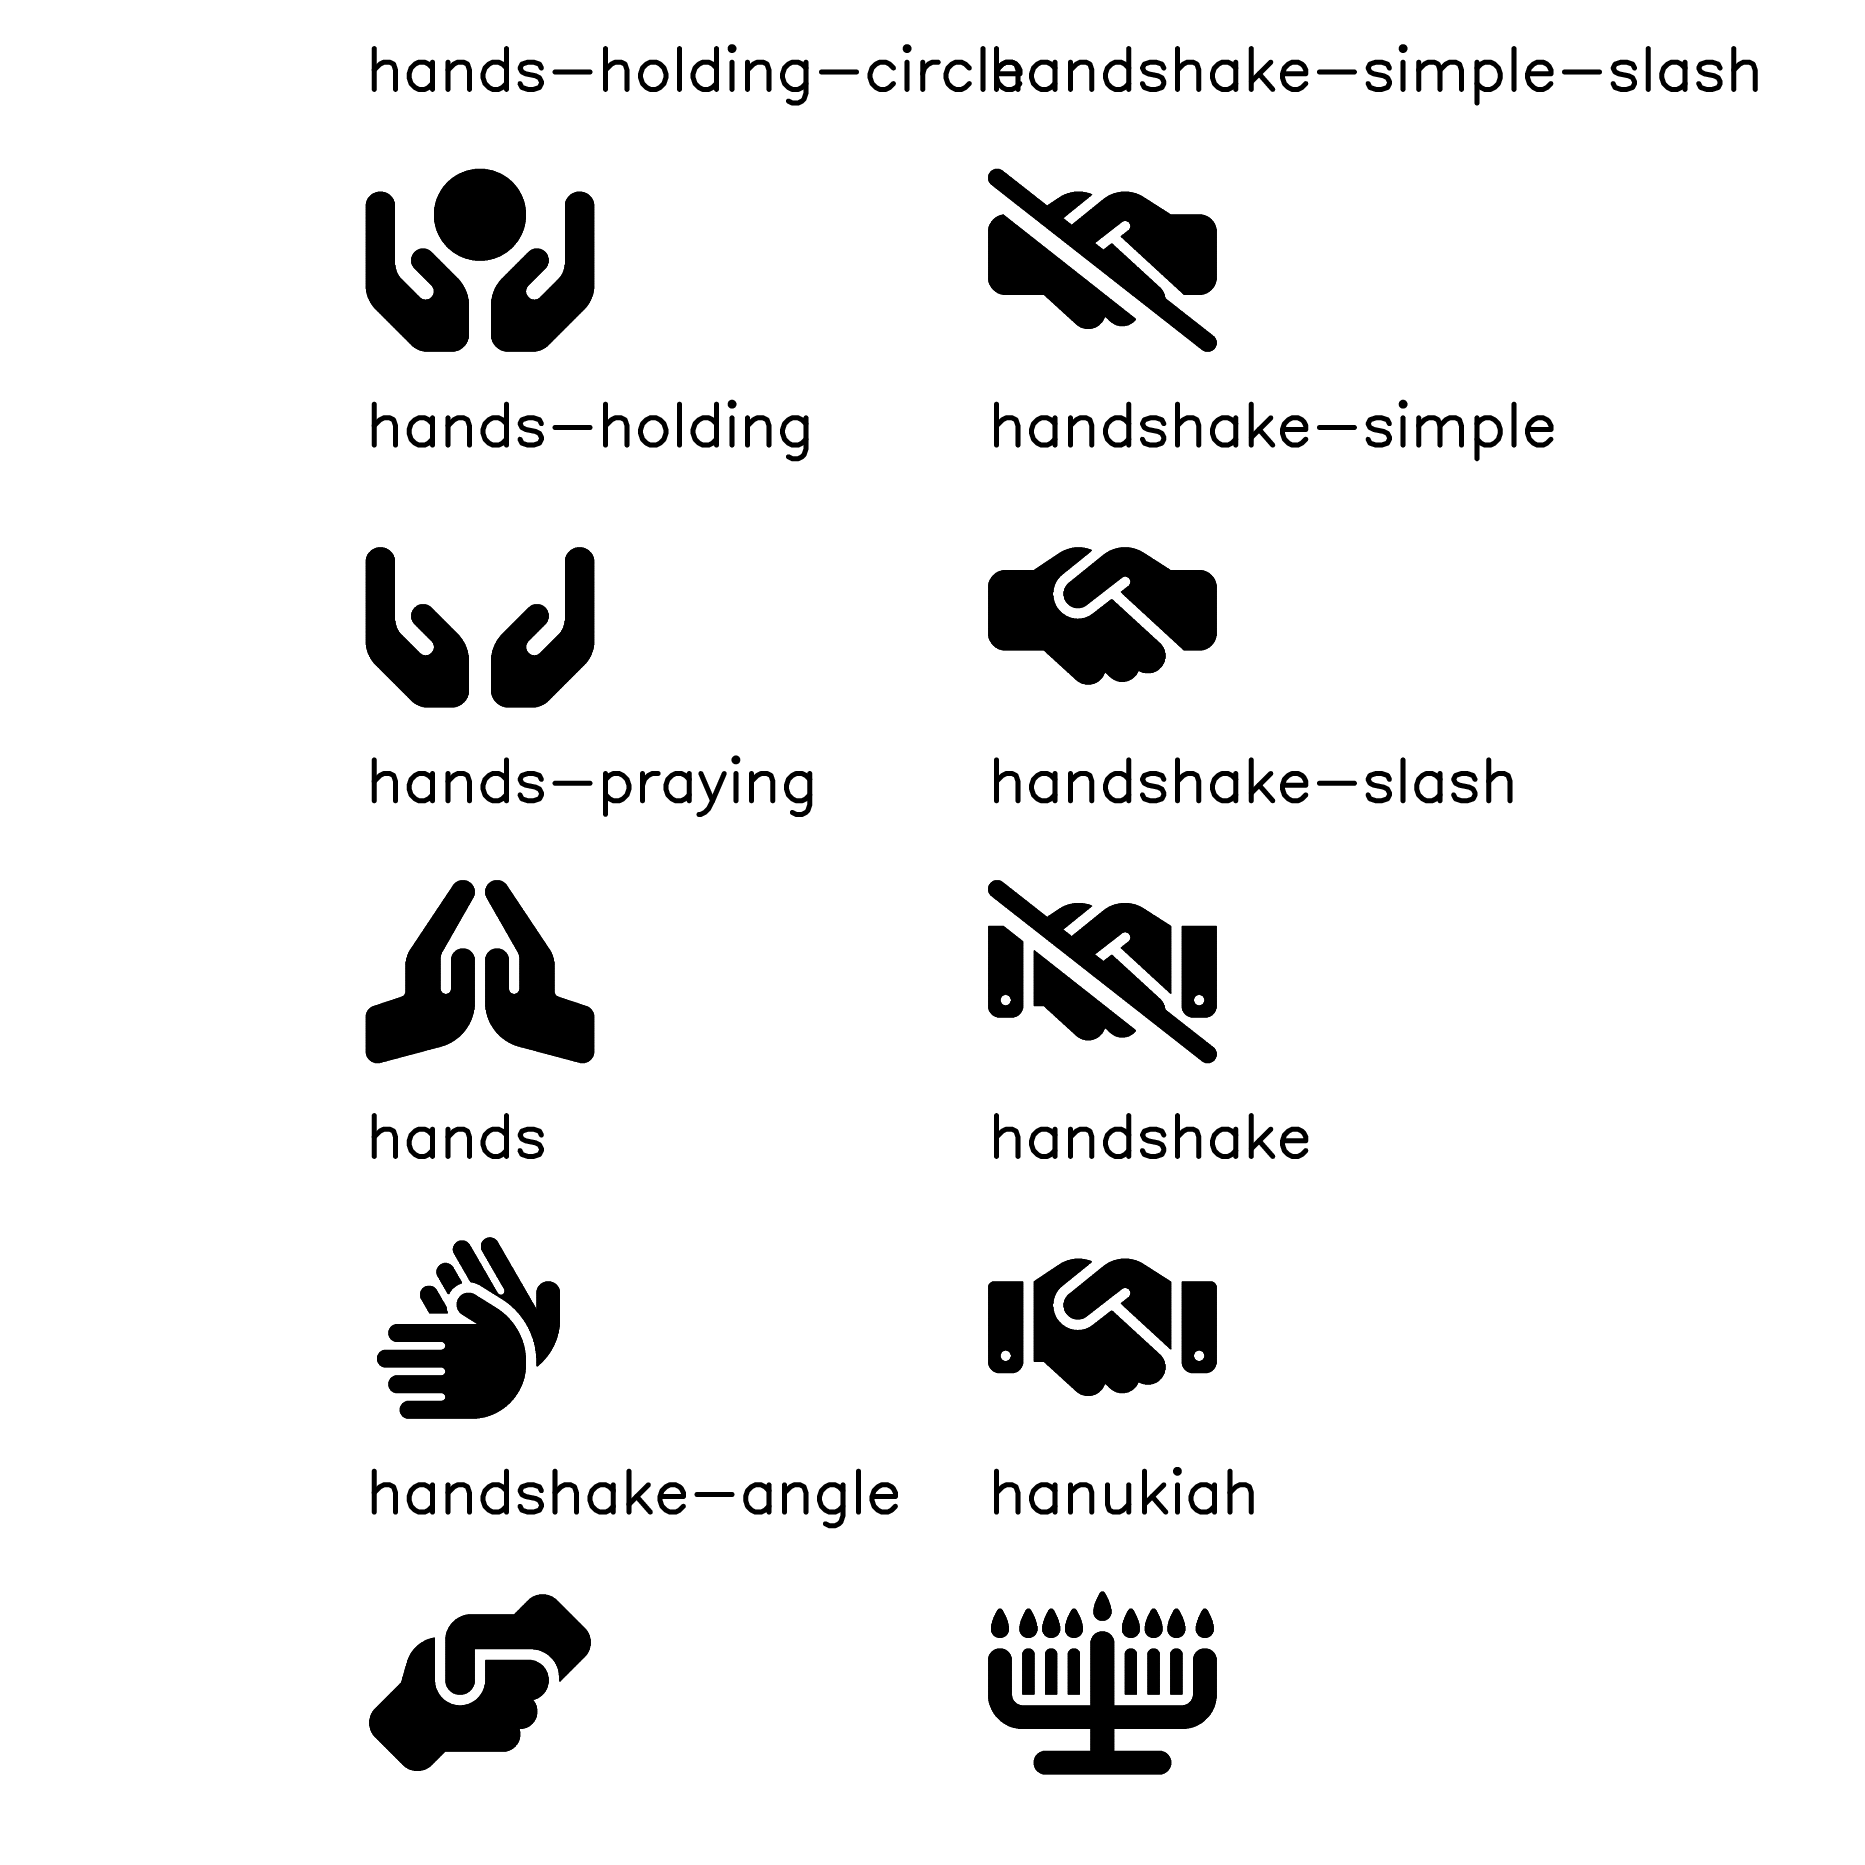 hands-holding-circle
handshake-simple-slash
hands-holding
handshake-simple
hands-praying
handshake-slash
hands
handshake
handshake-angle
hanukiah